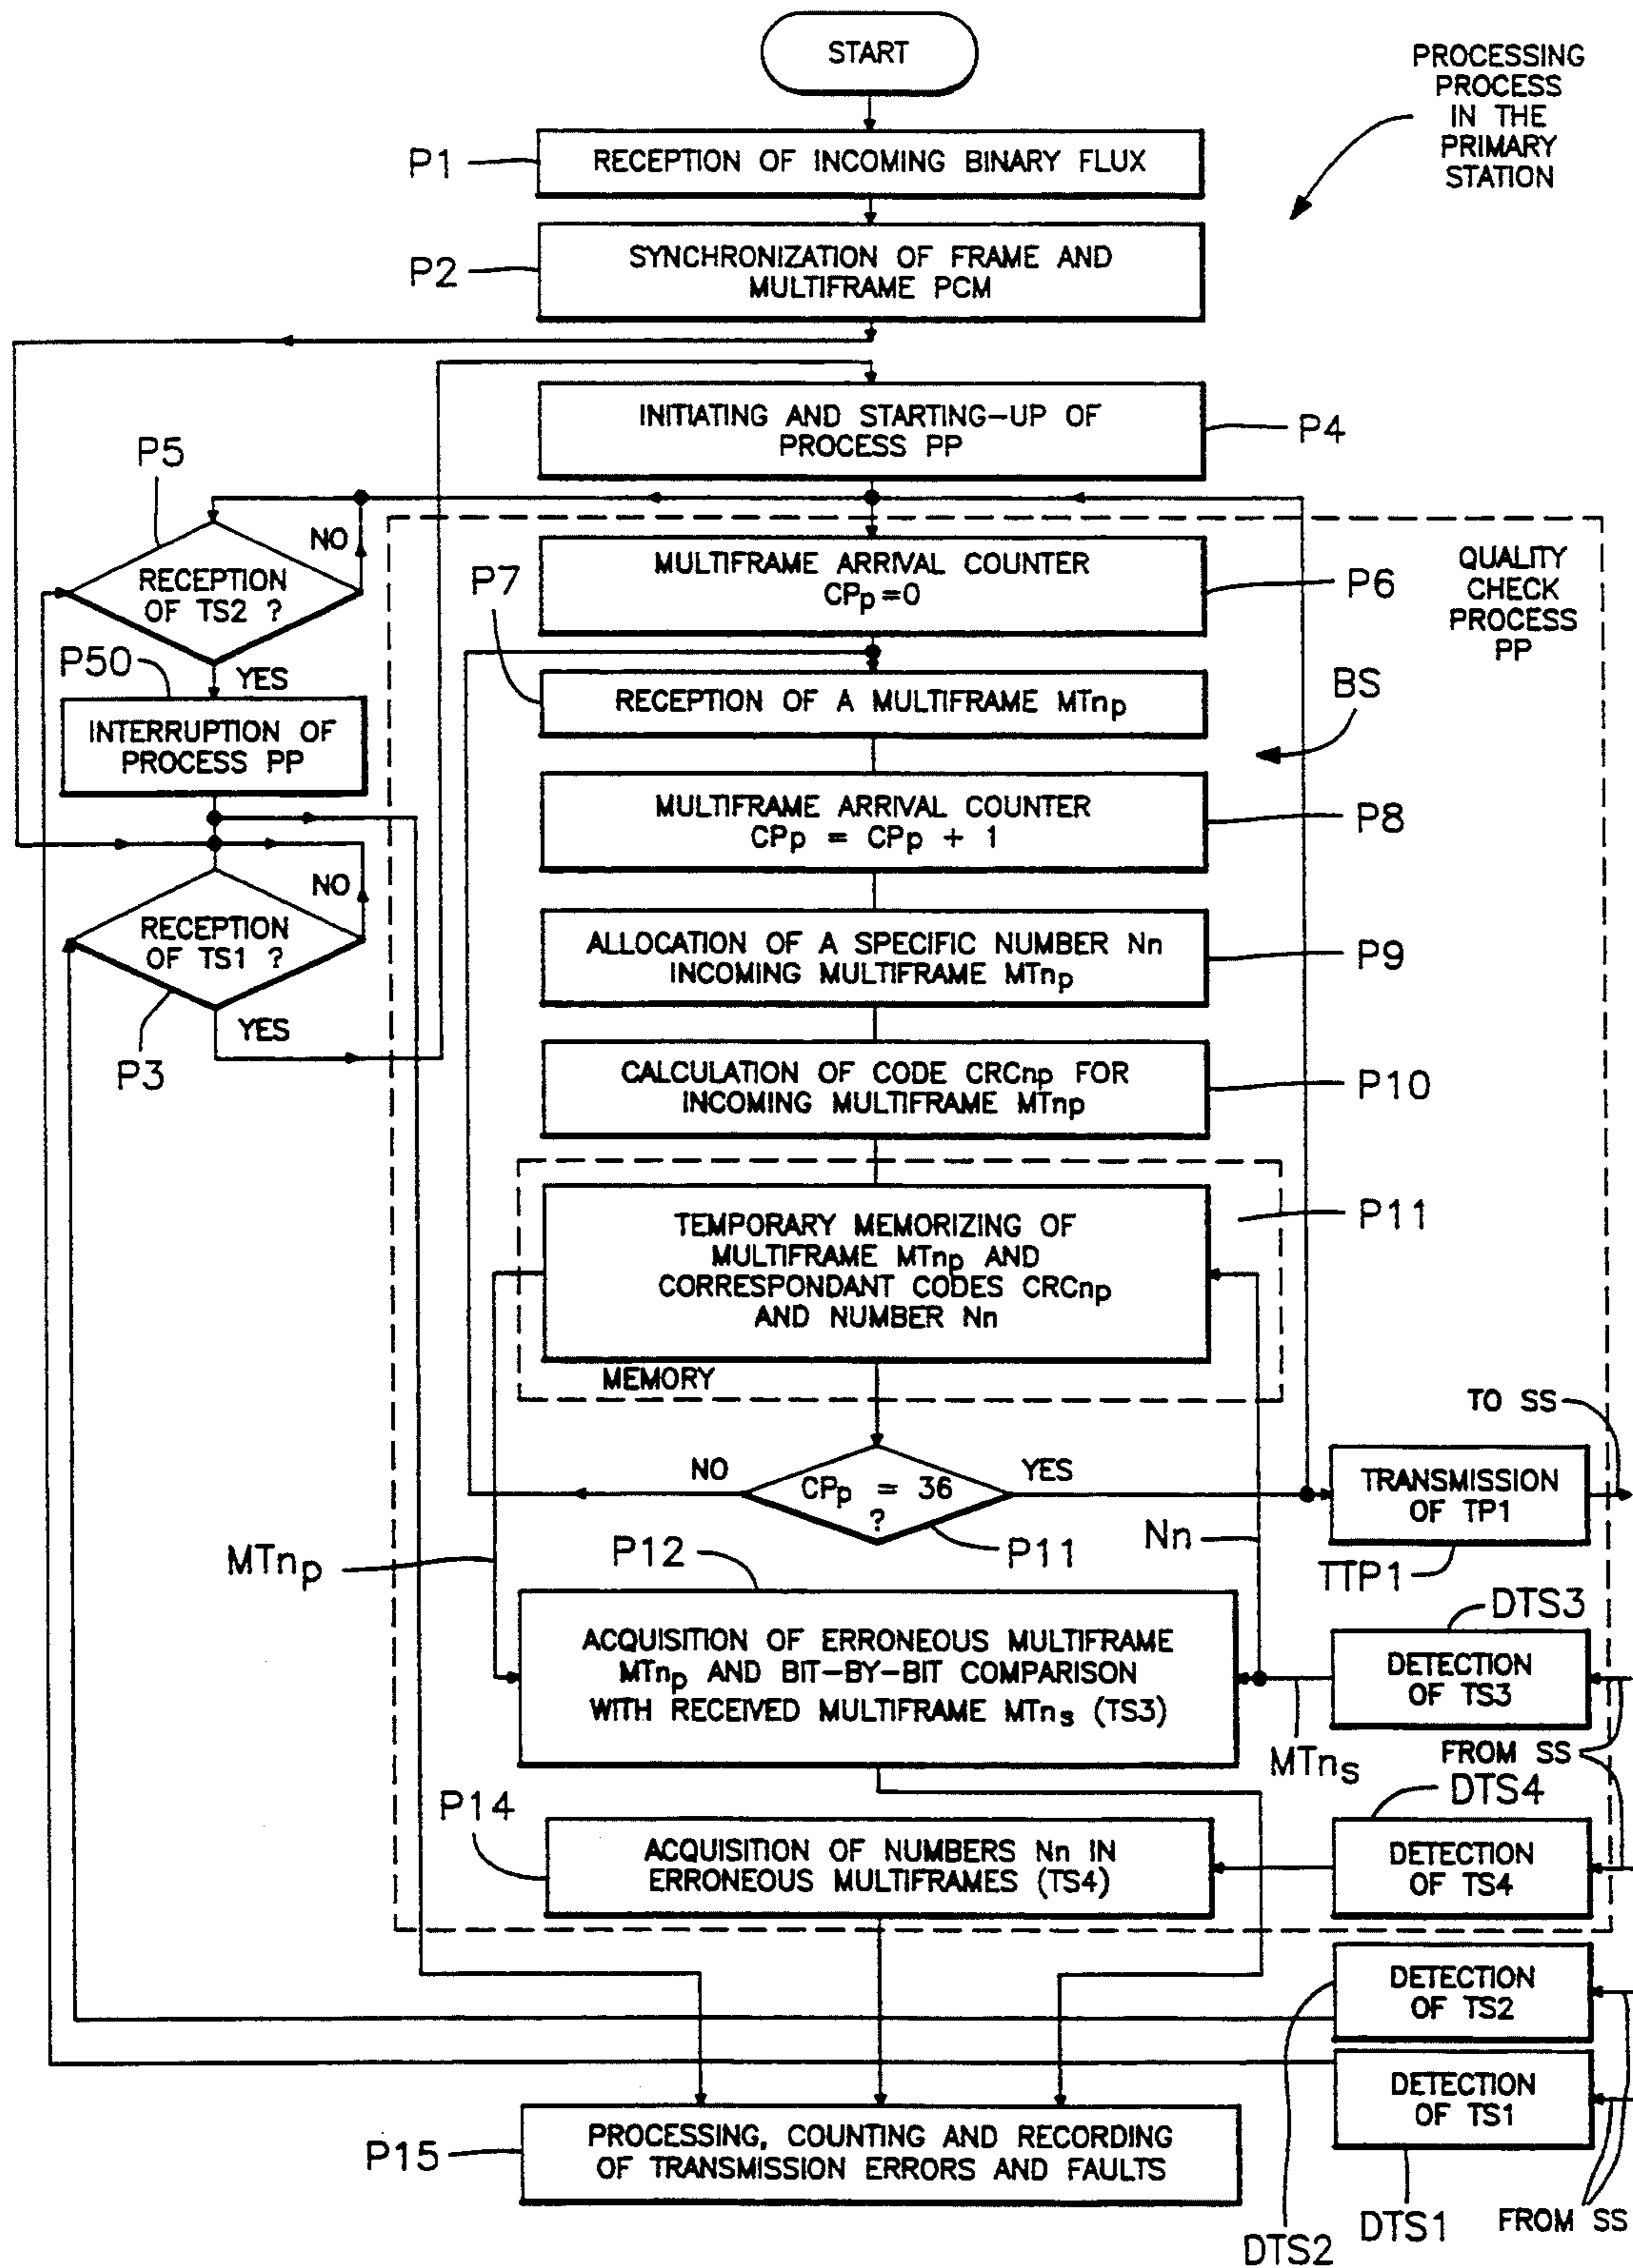 START
PROCESSING
PROCESS
IN THE
PRIMARY
STATION
P1
RECEPTION OF INCOMING BINARY FLUX
P2
SYNCHRONIZATION OF FRAME AND
MULTIFRAME PCM
INITIATING AND STARTING-UP OF
PROCESS PP
P4
P5
NO
RECEPTION
OF TS2 ?
YES
P50
INTERRUPTION OF
PROCESS PP
NO
RECEPTION
OF TS1 ?
YES
P3
QUALITY
CHECK
PROCESS
PP
MULTIFRAME ARRIVAL COUNTER
CPp=0
P6
P7
RECEPTION OF A MULTIFRAME MTnp
BS
MULTIFRAME ARRIVAL COUNTER
CPp = CPp + 1
P8
ALLOCATION OF A SPECIFIC NUMBER Nn
INCOMING MULTIFRAME MTnp
P9
CALCULATION OF CODE CRCnp FOR
INCOMING MULTIFRAME MTnp
P10
TEMPORARY MEMORIZING OF
MULTIFRAME MTnp AND
CORRESPONDANT CODES CRCnp
AND NUMBER Nn
P11
MEMORY
TO SS
NO
CPp = 36
?
YES
P11
TRANSMISSION
OF TP1
TTP1
MTnp
P12
Nn
ACQUISITION OF ERRONEOUS MULTIFRAME
MTnp AND BIT-BY-BIT COMPARISON
WITH RECEIVED MULTIFRAME MTns (TS3)
DTS3
DETECTION
OF TS3
MTns
FROM SS
P14
ACQUISITION OF NUMBERS Nn IN
ERRONEOUS MULTIFRAMES (TS4)
DTS4
DETECTION
OF TS4
DETECTION
OF TS2
DETECTION
OF TS1
P15
PROCESSING, COUNTING AND RECORDING
OF TRANSMISSION ERRORS AND FAULTS
DTS2
DTS1
FROM SS